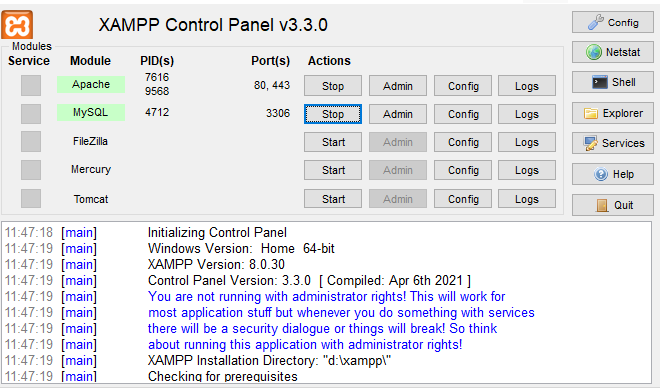 XAMPP Control Panel v3.3.0
Modules
Service Module PID(s) Port(s) Actions
Apache 7616 9568 80, 443 Stop Admin Config Logs
MySQL 4712 3306 Stop Admin Config Logs
FileZilla Start Admin Config Logs
Mercury Start Admin Config Logs
Tomcat Start Admin Config Logs
Config
Netstat
Shell
Explorer
Services
Help
Quit
11:47:18 [main] Initializing Control Panel
11:47:19 [main] Windows Version: Home 64-bit
11:47:19 [main] XAMPP Version: 8.0.30
11:47:19 [main] Control Panel Version: 3.3.0 [ Compiled: Apr 6th 2021 ]
11:47:19 [main] You are not running with administrator rights! This will work for
11:47:19 [main] most application stuff but whenever you do something with services
11:47:19 [main] there will be a security dialogue or things will break! So think
11:47:19 [main] about running this application with administrator rights!
11:47:19 [main] XAMPP Installation Directory: "d:\xampp\"
11:47:19 [main] Checking for prerequisites